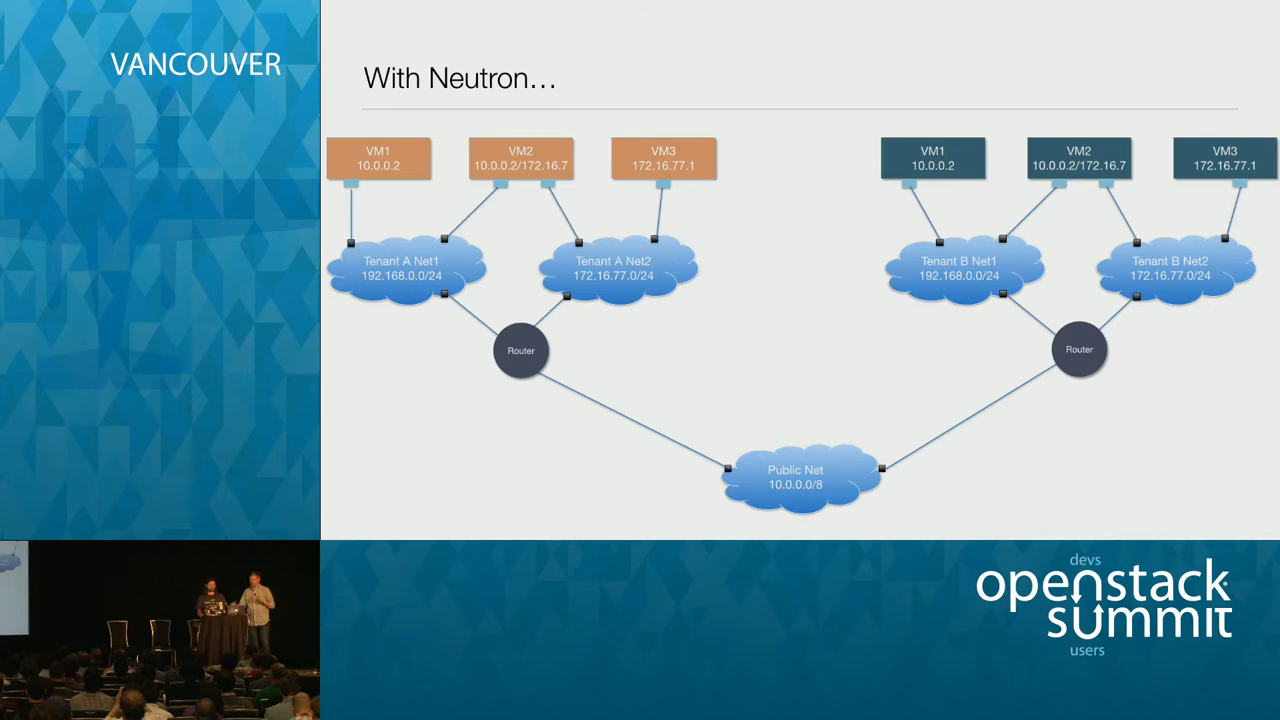 VANCOUVER
With Neutron...
VM1
10.0.0.2
VM2
10.0.0.2/172.16.7
VM3
172.16.77.1
VM1
10.0.0.2
VM2
10.0.0.2/172.16.7
VM3
172.16.77.1
Tenant A Net1
192.168.0.0/24
Tenant A Net2
172.16.77.0/24
Tenant B Net1
192.168.0.0/24
Tenant B Net2
172.16.77.0/24
Router
Router
Public Net
10.0.0.0/8
devs
openstack
summit
users